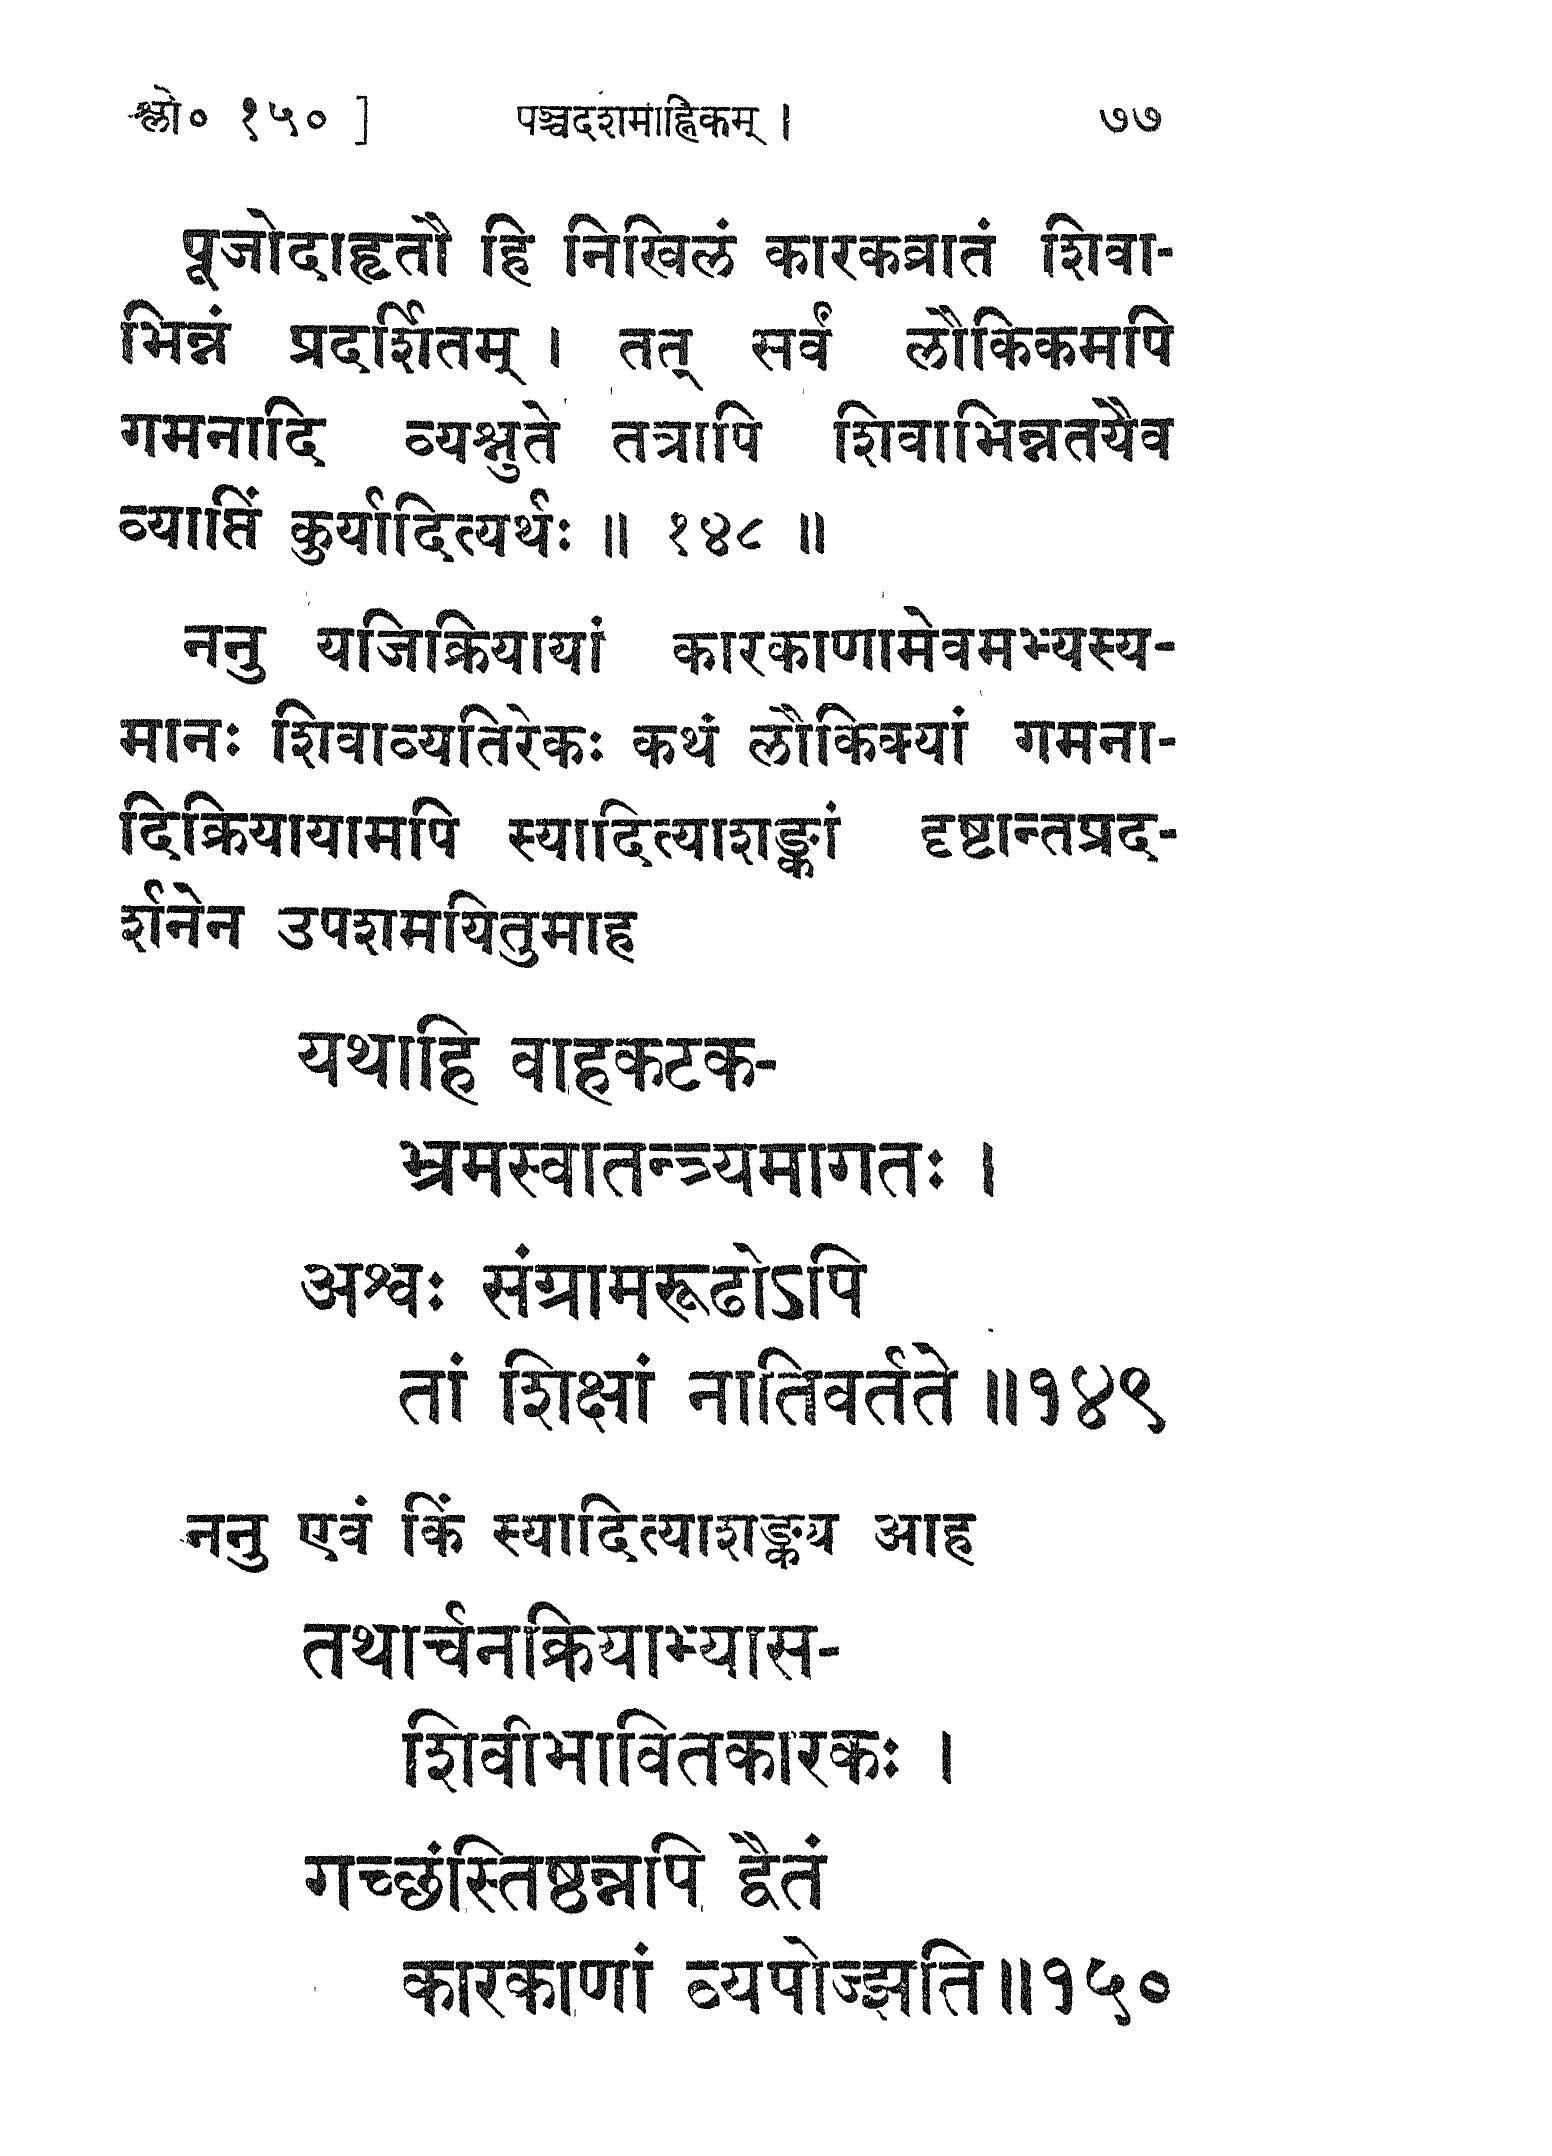 श्लो० १५० ] पञ्चदशमाह्निकम् । ७७
पूजोदाहृतौ हि निखिलं कारकव्रातं शिवा-
भिन्नं प्रदर्शितम् । तत् सर्वं लौकिकमपि
गमनादि व्यश्नुते तत्रापि शिवाभिन्नतयैव
व्याप्तिं कुर्यादित्यर्थः ॥ १४८ ॥
ननु यजिक्रियायां कारकाणामेवमभ्यस्य-
मानः शिवाव्यतिरेकः कथं लौकिक्यां गमना-
दिक्रियायामपि स्यादित्याशङ्कां दृष्टान्तप्रद-
र्शनेन उपशमयितुमाह
यथाहि वाहकटक-
भ्रमस्वातन्त्र्यमागतः ।
अश्वः संग्रामरूढोऽपि
तां शिक्षां नातिवर्तते ॥१४९
ननु एवं किं स्यादित्याशङ्क्य आह
तथार्चनक्रियाभ्यास-
शिवीभावितकारकः ।
गच्छंस्तिष्ठन्नपि द्वैतं
कारकाणां व्यपोज्झति॥१५०